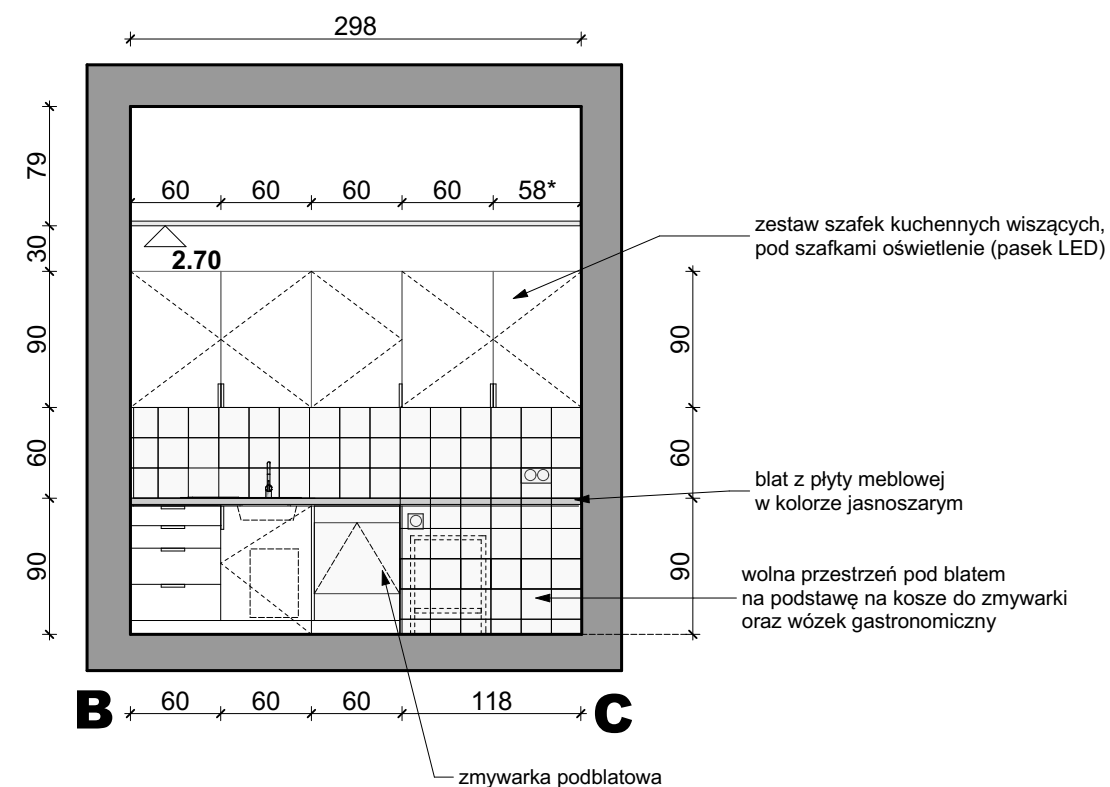 298
79
60
60
60
60
58*
30
2.70
zestaw szafek kuchennych wiszących,
pod szafkami oświetlenie (pasek LED)
90
90
60
60
blat z płyty meblowej
w kolorze jasnoszarym
90
90
wolna przestrzeń pod blatem
na podstawę na kosze do zmywarki
oraz wózek gastronomiczny
B
60
60
60
118
C
zmywarka podblatowa